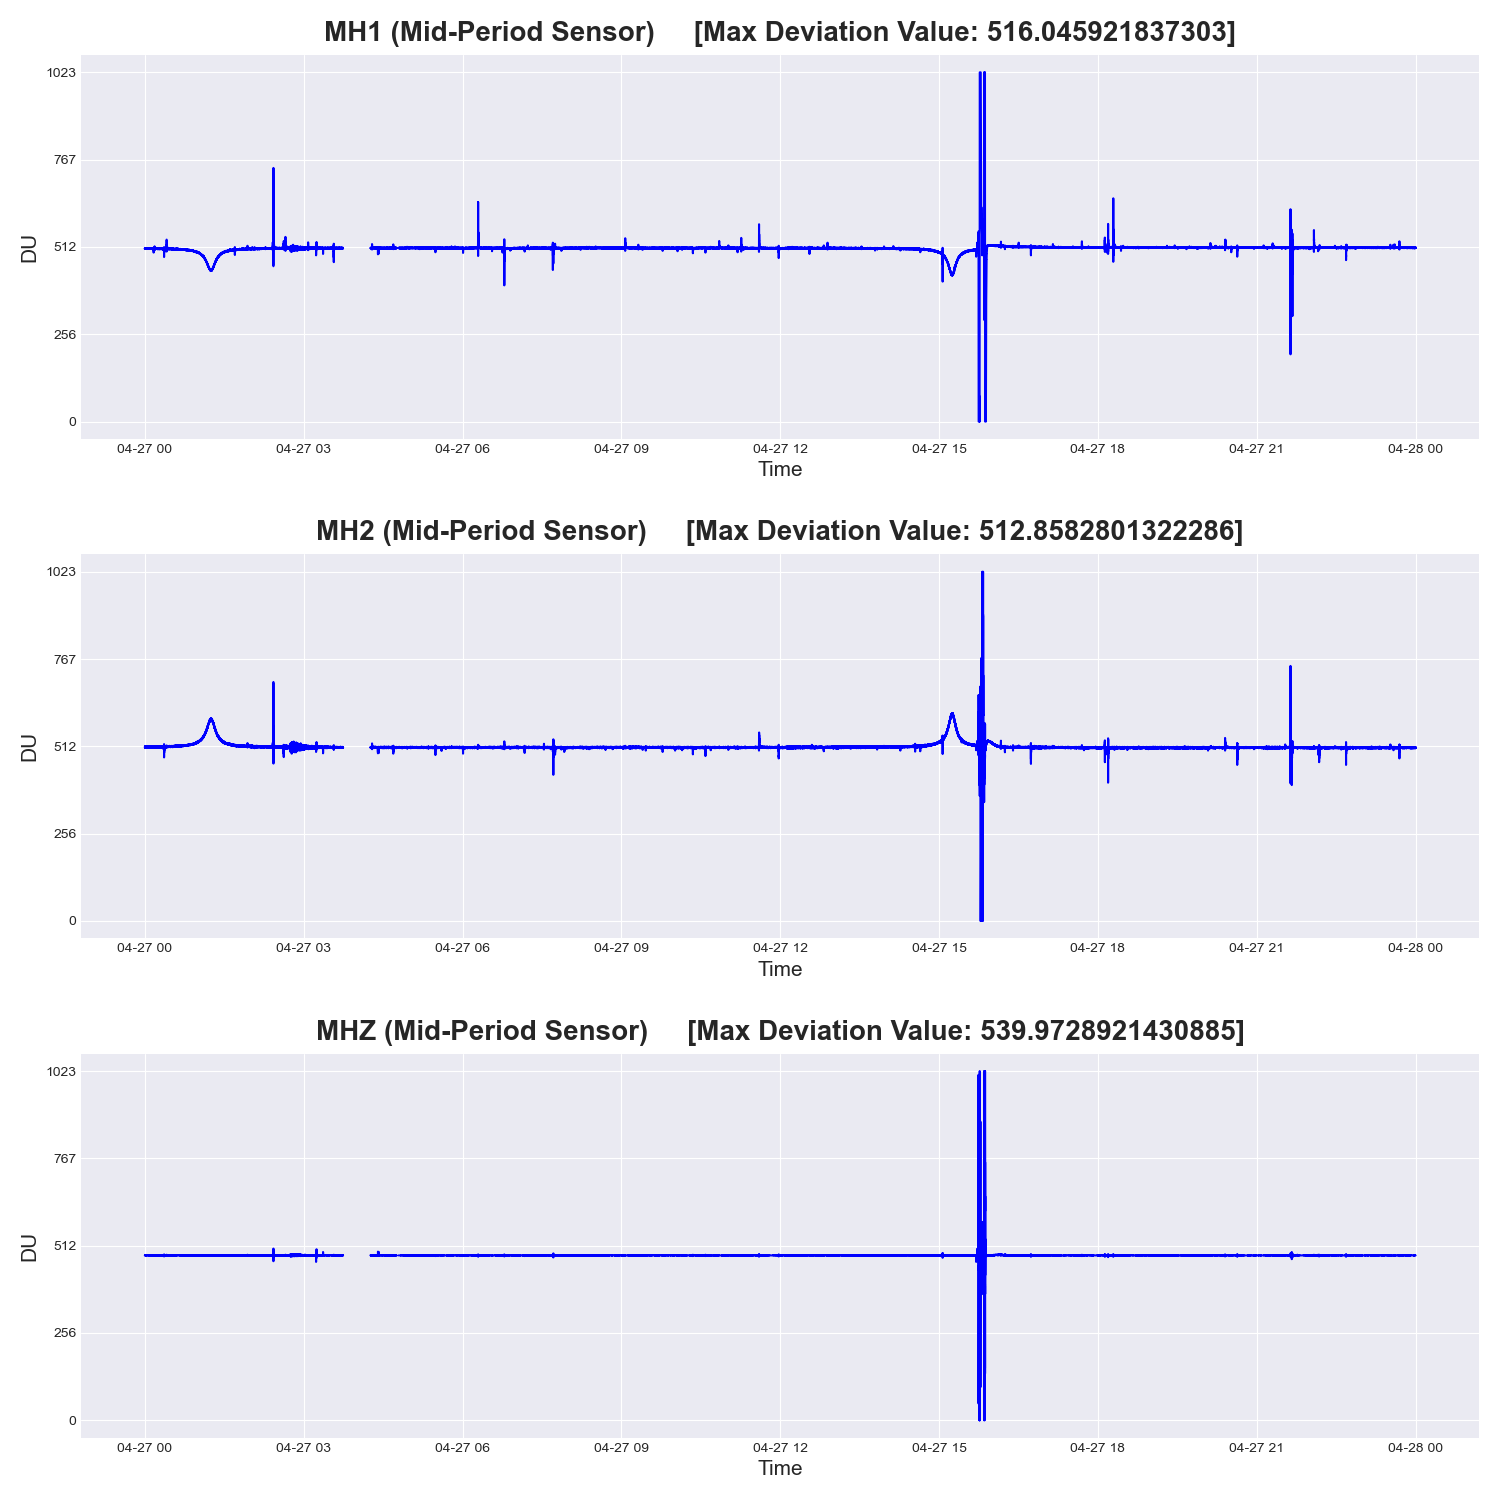 MH1 (Mid-Period Sensor) [Max Deviation Value: 516.045921837303]
1023
767
512
256
0
DU
04-27 00 04-27 03 04-27 06 04-27 09 04-27 12 04-27 15 04-27 18 04-27 21 04-28 00
Time
MH2 (Mid-Period Sensor) [Max Deviation Value: 512.8582801322286]
1023
767
512
256
0
DU
04-27 00 04-27 03 04-27 06 04-27 09 04-27 12 04-27 15 04-27 18 04-27 21 04-28 00
Time
MHZ (Mid-Period Sensor) [Max Deviation Value: 539.9728921430885]
1023
767
512
256
0
DU
04-27 00 04-27 03 04-27 06 04-27 09 04-27 12 04-27 15 04-27 18 04-27 21 04-28 00
Time